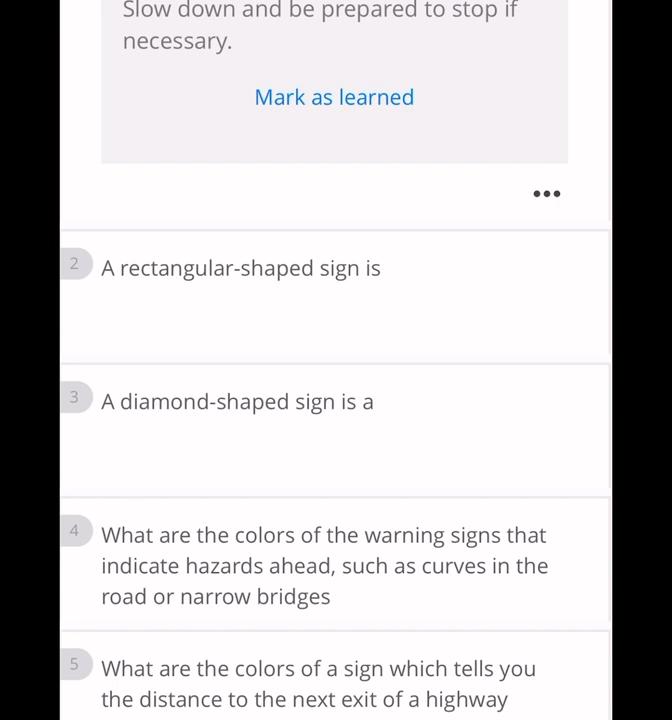 Slow down and be prepared to stop if
necessary.
Mark as learned
2
A rectangular-shaped sign is
3
A diamond-shaped sign is a
4
What are the colors of the warning signs that
indicate hazards ahead, such as curves in the
road or narrow bridges
5
What are the colors of a sign which tells you
the distance to the next exit of a highway